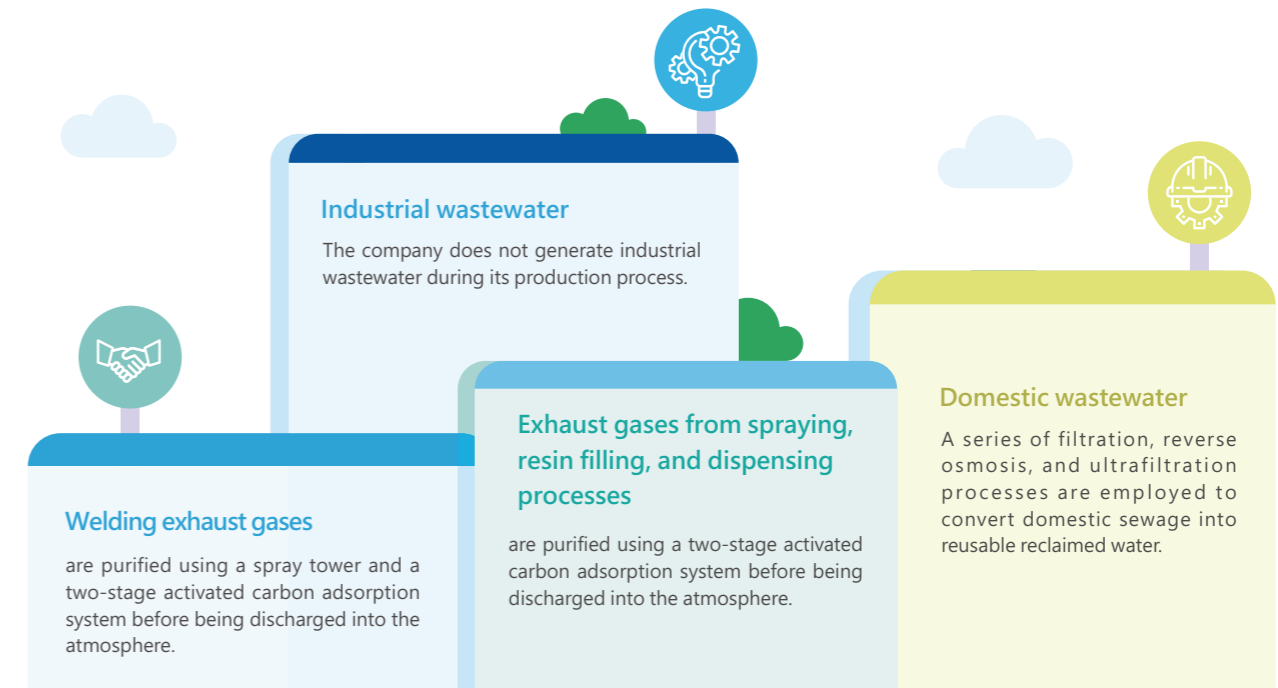 Industrial wastewater
The company does not generate industrial
wastewater during its production process.
Welding exhaust gases
are purified using a spray tower and a
two-stage activated carbon adsorption
system before being discharged into the
atmosphere.
Exhaust gases from spraying,
resin filling, and dispensing
processes
are purified using a two-stage activated
carbon adsorption system before being
discharged into the atmosphere.
Domestic wastewater
A series of filtration, reverse
osmosis, and ultrafiltration
processes are employed to
convert domestic sewage into
reusable reclaimed water.